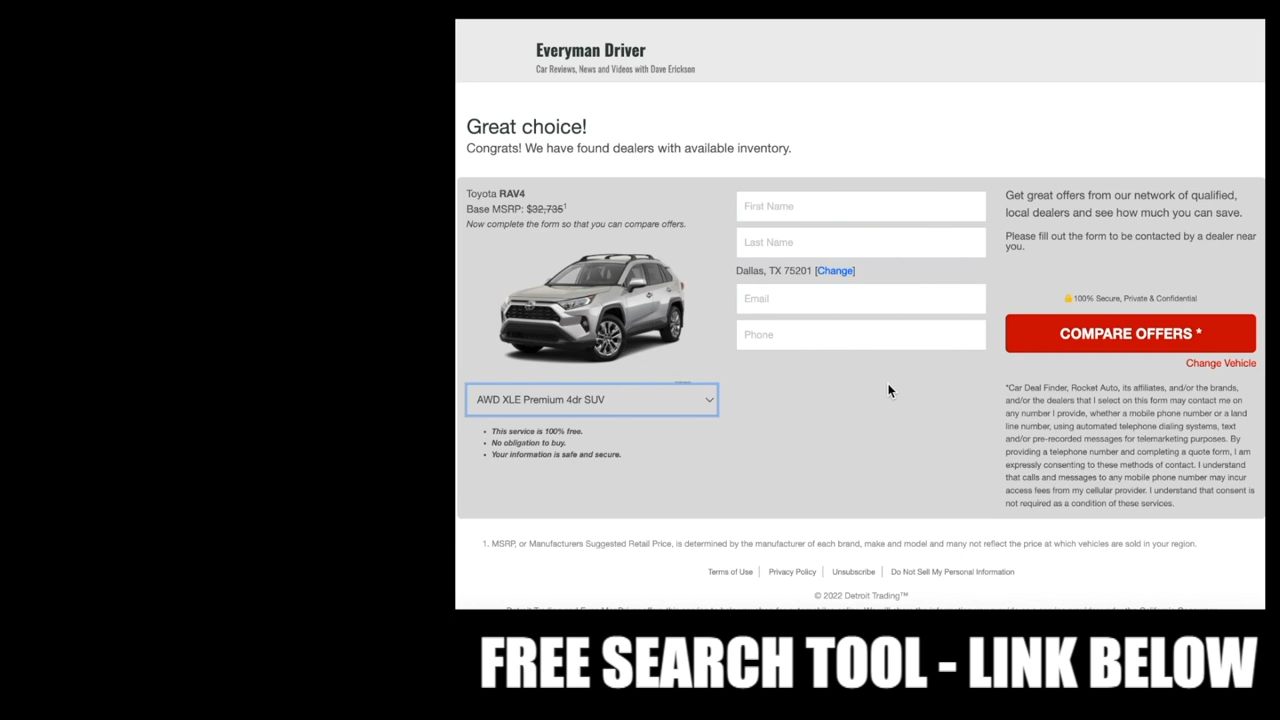 Everyman Driver
Car Reviews, News and Videos with Dave Erickson
Great choice!
Congrats! We have found dealers with available inventory.
Toyota RAV4
Base MSRP: $32,735¹
Now complete the form so that you can compare offers.
AWD XLE Premium 4dr SUV
• This service is 100% free.
• No obligation to buy.
• Your information is safe and secure.
First Name
Last Name
Dallas, TX 75201 [Change]
Email
Phone
Get great offers from our network of qualified,
local dealers and see how much you can save.
Please fill out the form to be contacted by a dealer near
you.
100% Secure, Private & Confidential
COMPARE OFFERS *
Change Vehicle
*Car Deal Finder, Rocket Auto, its affiliates, and/or the brands,
and/or the dealers that I select on this form may contact me on
any number I provide, whether a mobile phone number or a land
line number, using automated telephone dialing systems, text
and/or pre-recorded messages for telemarketing purposes. By
providing a telephone number and completing a quote form, I am
expressly consenting to these methods of contact. I understand
that calls and messages to any mobile phone number may incur
access fees from my cellular provider. I understand that consent is
not required as a condition of these services.
1. MSRP, or Manufacturers Suggested Retail Price, is determined by the manufacturer of each brand, make and model and many not reflect the price at which vehicles are sold in your region.
Terms of Use | Privacy Policy | Unsubscribe | Do Not Sell My Personal Information
© 2022 Detroit Trading™
FREE SEARCH TOOL - LINK BELOW